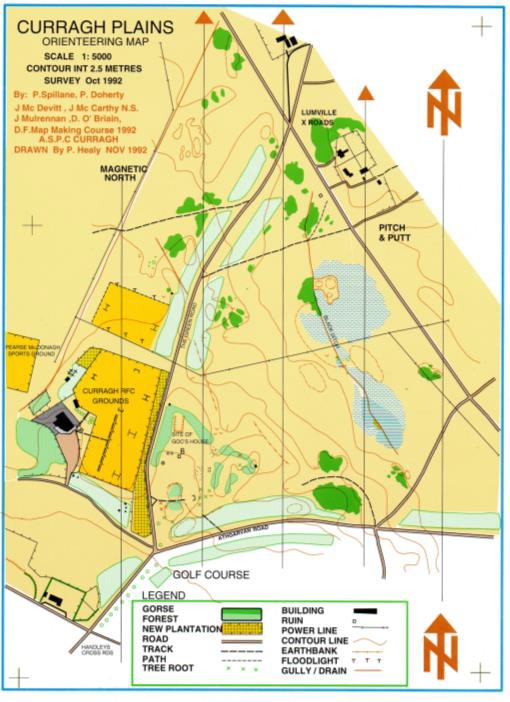 CURRAGH PLAINS
ORIENTEERING MAP
SCALE 1: 5000
CONTOUR INT 2.5 METRES
SURVEY Oct 1992
By: P.Spillane, P. Doherty
J Mc Devitt , J Mc Carthy N.S.
J Mulrennan ,D. O' Briain,
D.F.Map Making Course 1992
A.S.P.C CURRAGH
DRAWN By P. Healy NOV 1992
MAGNETIC
NORTH
LUMVILLE
X ROADS
N
PITCH
& PUTT
THE GREEN ROAD
PEARSE McDONAGH
SPORTS GROUND
CURRAGH RFC
GROUNDS
SITE OF
GOC'S HOUSE
ATHGARVAN ROAD
GOLF COURSE
HANDLEYS
CROSS RDS
LEGEND
GORSE
FOREST
NEW PLANTATION
ROAD
TRACK
PATH
TREE ROOT
BUILDING
RUIN
POWER LINE
CONTOUR LINE
EARTHBANK
FLOODLIGHT
GULLY / DRAIN
N